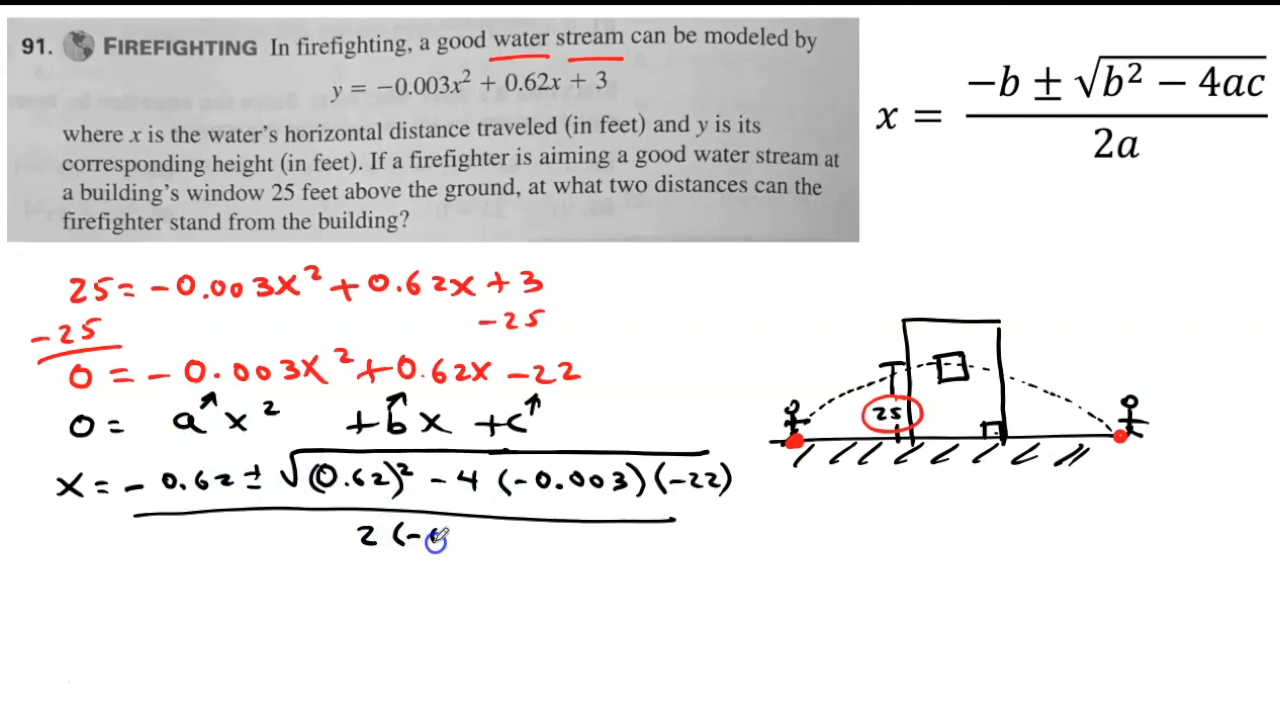 91. FIREFIGHTING In firefighting, a good water stream can be modeled by
y = −0.003x² + 0.62x + 3
where x is the water's horizontal distance traveled (in feet) and y is its
corresponding height (in feet). If a firefighter is aiming a good water stream at
a building's window 25 feet above the ground, at what two distances can the
firefighter stand from the building?
x = (-b ± √(b² − 4ac)) / 2a
25 = -0.003x² + 0.62x + 3
-25 -25
0 = -0.003x² + 0.62x - 22
0 = a x² + b x + c
25
x = - 0.62 ± √(0.62)² - 4 (-0.003)(-22)
2 (-